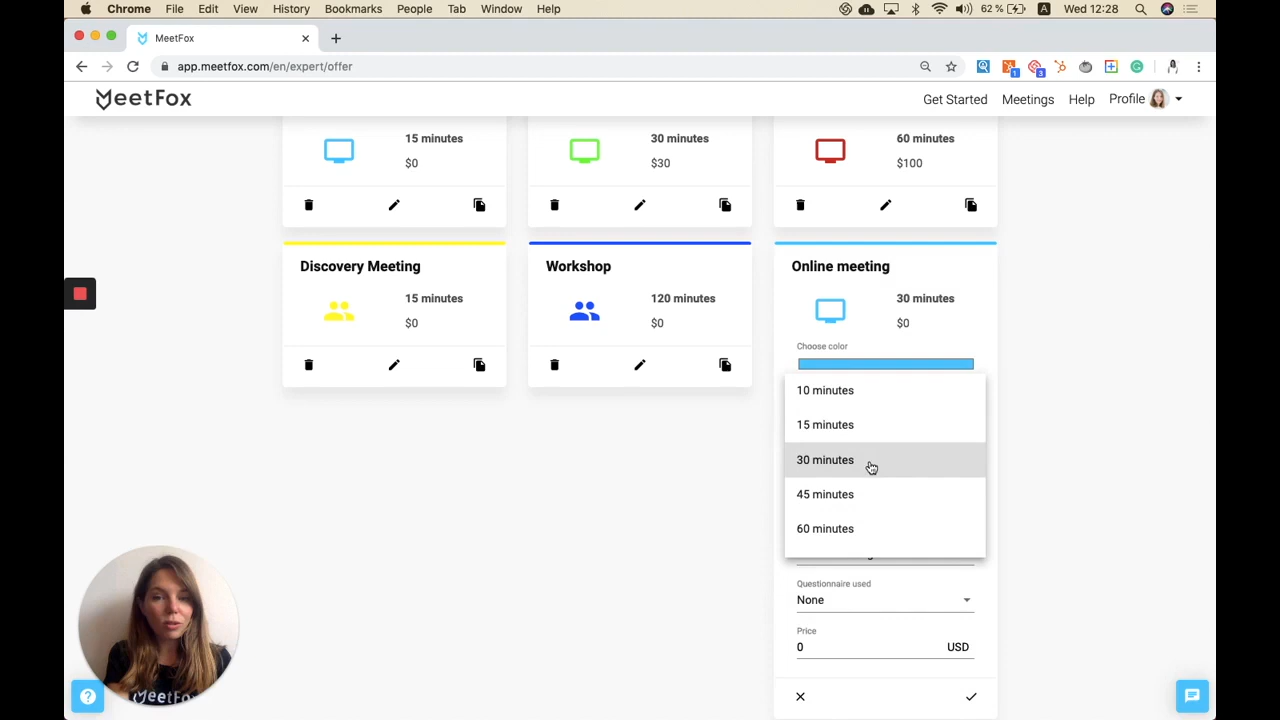 Chrome File Edit View History Bookmarks People Tab Window Help 62 % A Wed 12:28
MeetFox
app.meetfox.com/en/expert/offer
1
3
MeetFox
Get Started Meetings Help Profile
15 minutes
$0
30 minutes
$30
60 minutes
$100
Discovery Meeting
15 minutes
$0
Workshop
120 minutes
$0
Online meeting
30 minutes
$0
Choose color
10 minutes
15 minutes
30 minutes
45 minutes
60 minutes
Questionnaire used
None
Price
0 USD
MeetFox